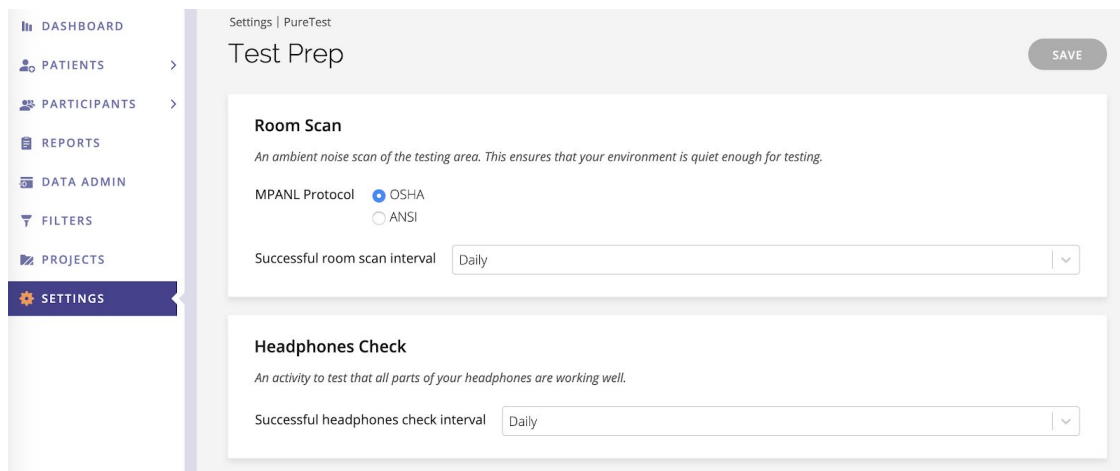 DASHBOARD
PATIENTS
PARTICIPANTS
REPORTS
DATA ADMIN
FILTERS
PROJECTS
SETTINGS
Settings | PureTest
Test Prep
SAVE
Room Scan
An ambient noise scan of the testing area. This ensures that your environment is quiet enough for testing.
MPANL Protocol OSHA
ANSI
Successful room scan interval Daily
Headphones Check
An activity to test that all parts of your headphones are working well.
Successful headphones check interval Daily